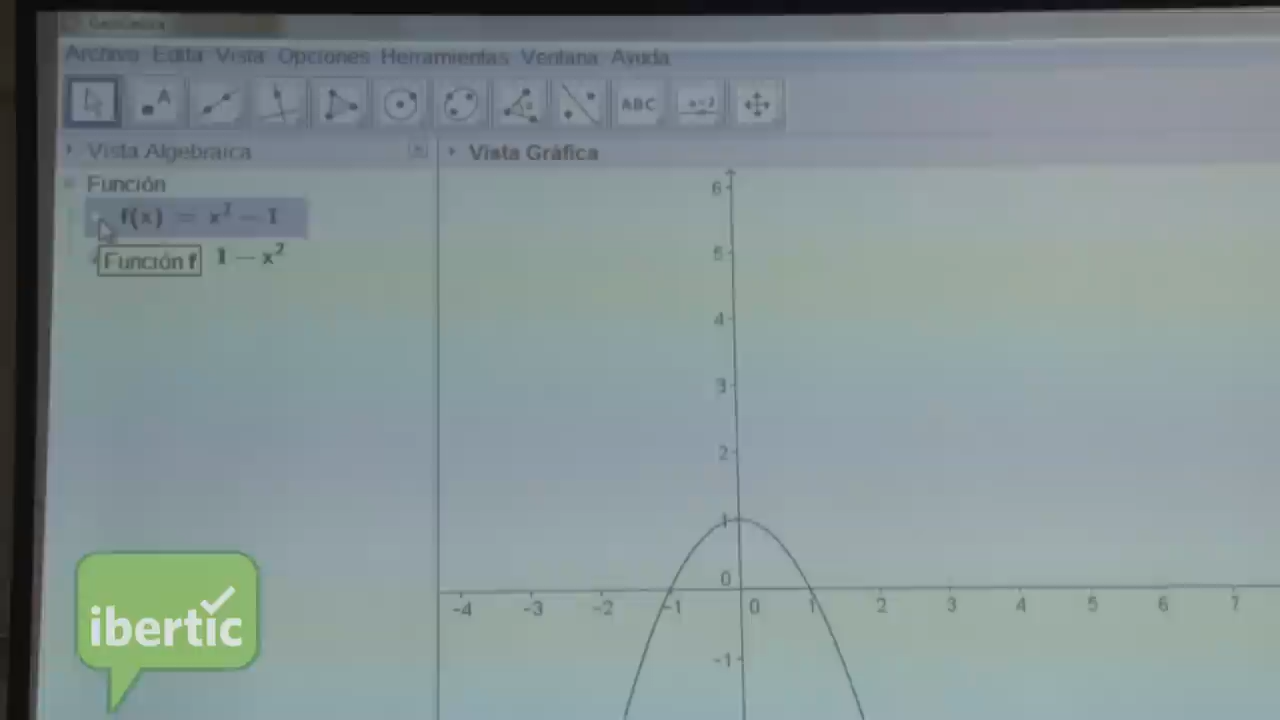 GeoGebra
Archivo Edita Vista Opciones Herramientas Ventana Ayuda
A
ABC
a=2
Vista Algebraica
Vista Gráfica
Función
f(x) = x² − 1
Función f
1 − x²
6
5
4
3
2
1
0
-4 -3 -2 -1 0 1 2 3 4 5 6 7
-1
ibertic